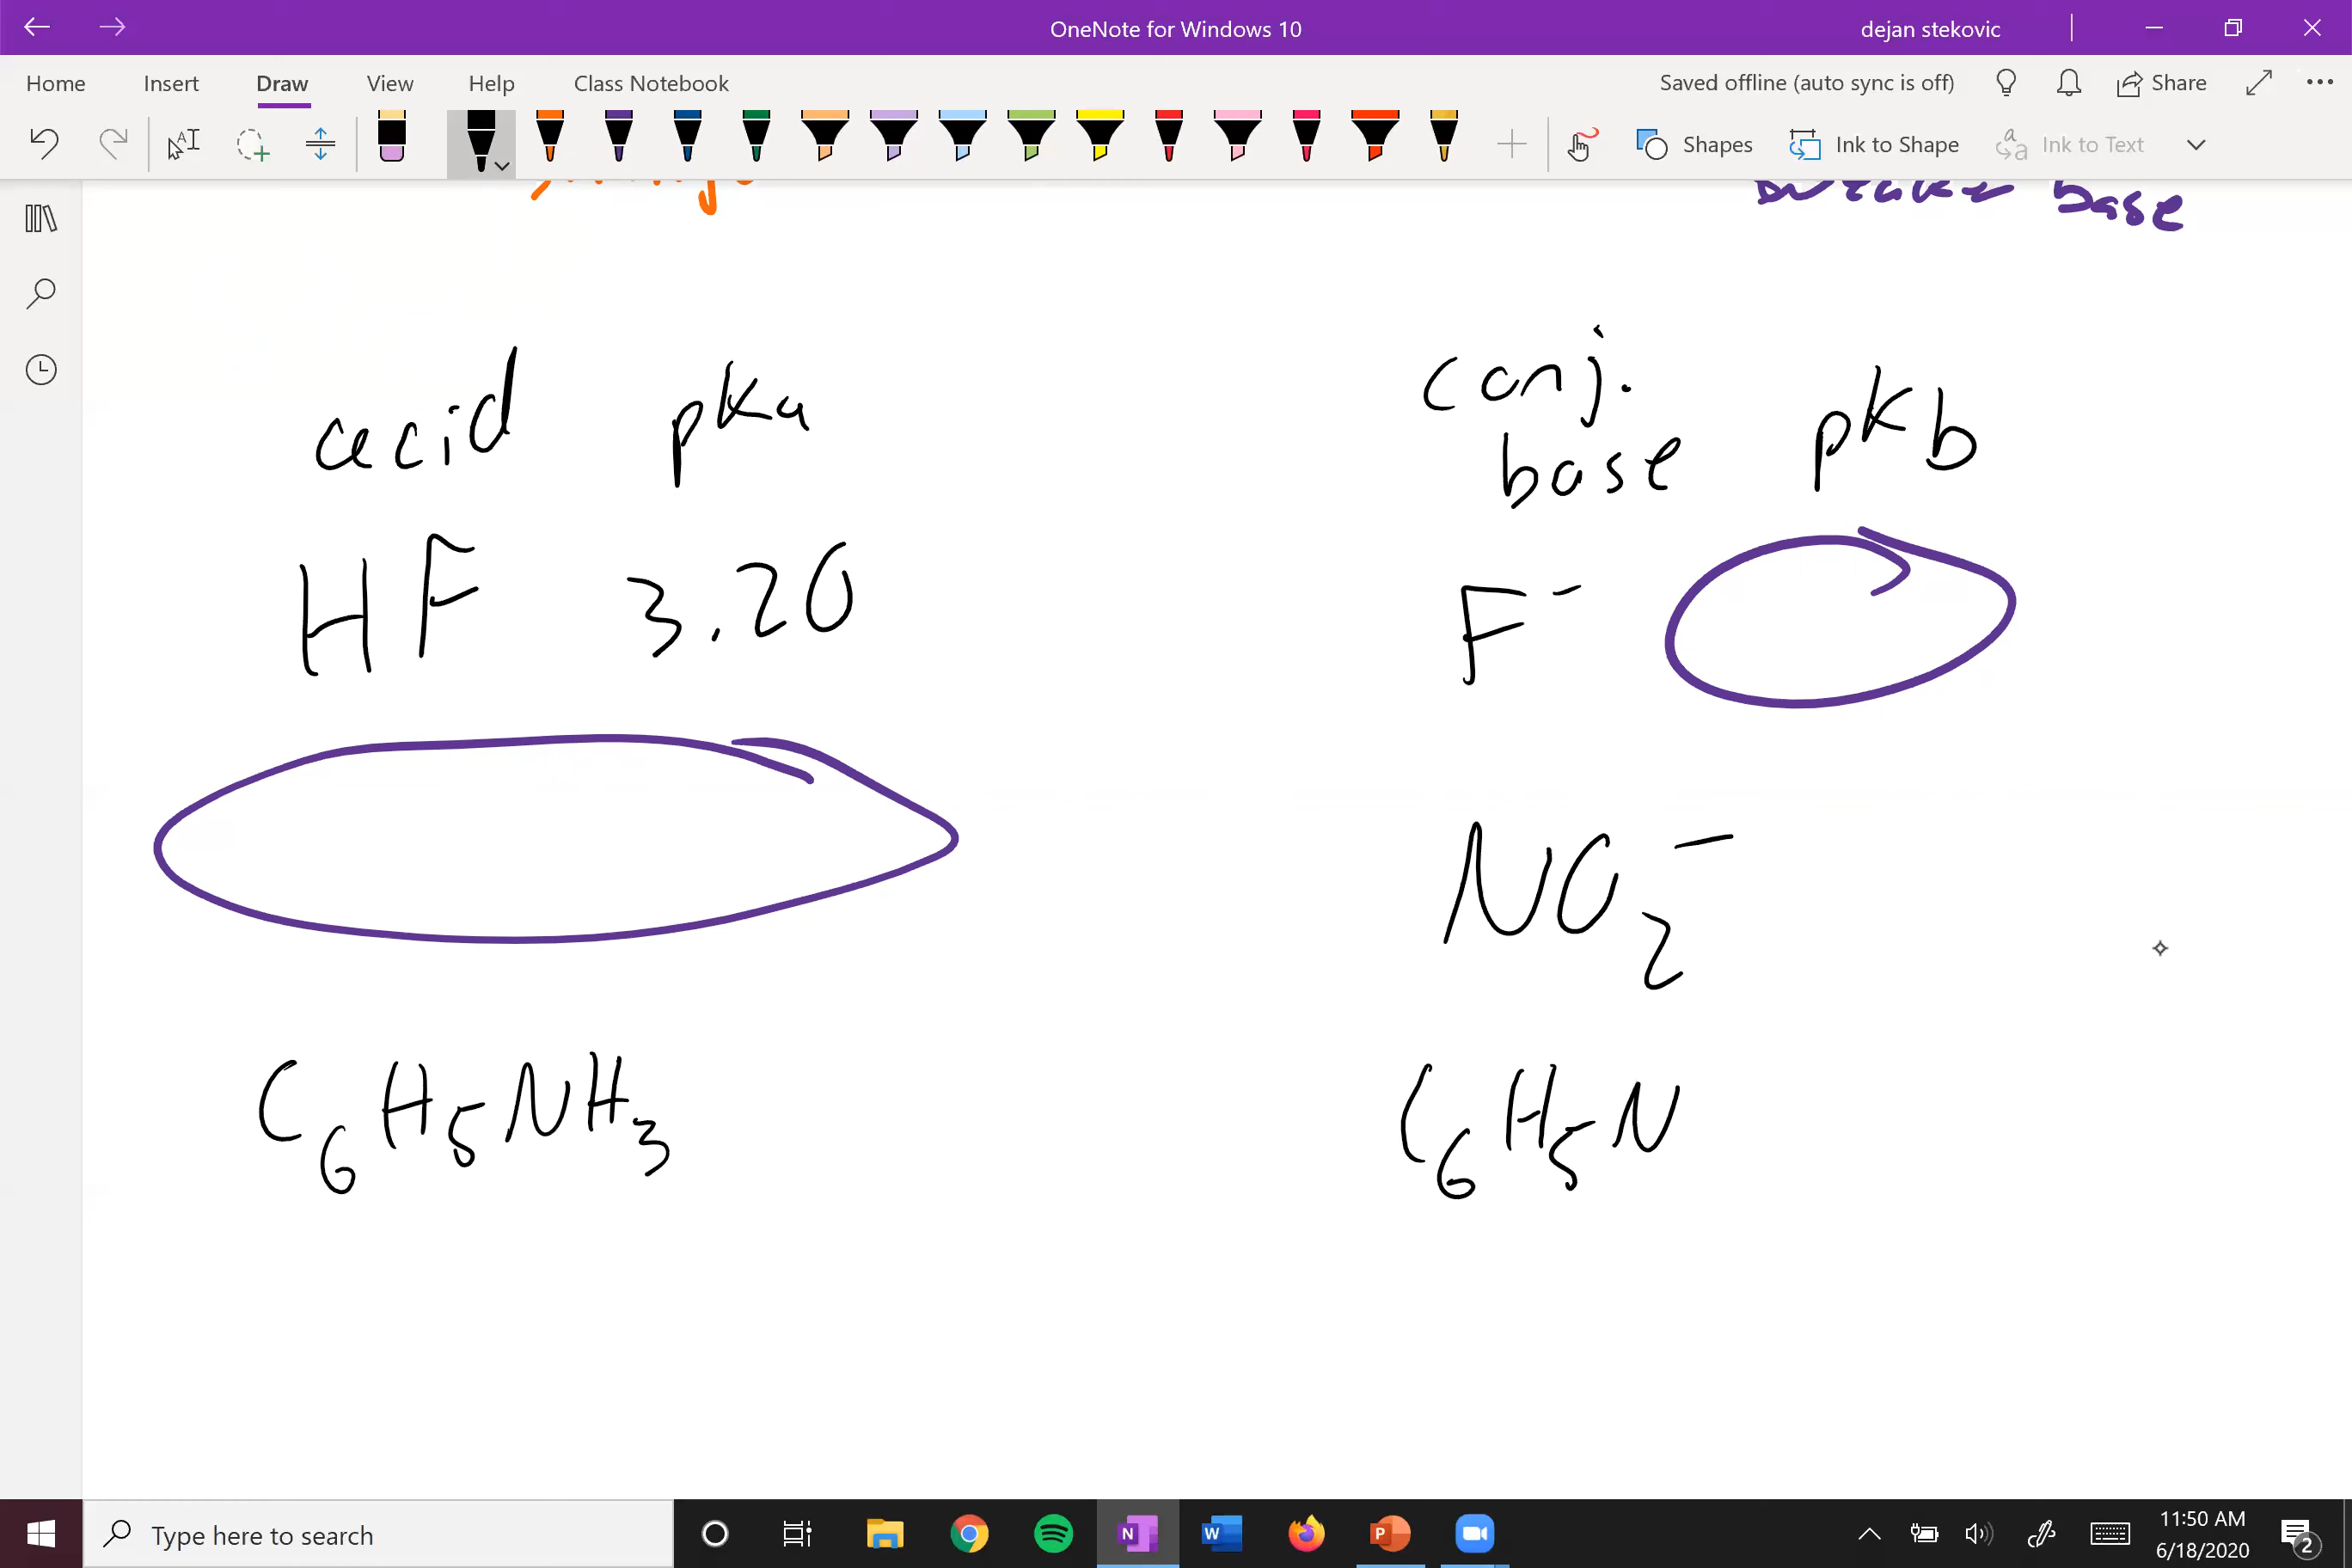 OneNote for Windows 10
dejan stekovic
Home Insert Draw View Help Class Notebook
Saved offline (auto sync is off) Share
Shapes Ink to Shape Ink to Text
base
acid pka
conj.
base pKb
HF 3.20
F⁻
NO₂⁻
C₆H₅NH₃
C₆H₅N
Type here to search
11:50 AM
6/18/2020
2